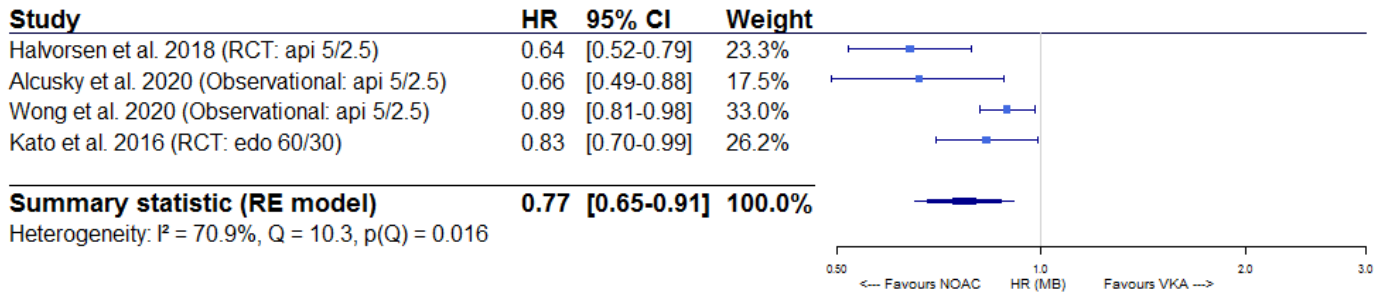 Study HR 95% CI Weight
Halvorsen et al. 2018 (RCT: api 5/2.5) 0.64 [0.52-0.79] 23.3%
Alcusky et al. 2020 (Observational: api 5/2.5) 0.66 [0.49-0.88] 17.5%
Wong et al. 2020 (Observational: api 5/2.5) 0.89 [0.81-0.98] 33.0%
Kato et al. 2016 (RCT: edo 60/30) 0.83 [0.70-0.99] 26.2%
Summary statistic (RE model) 0.77 [0.65-0.91] 100.0%
Heterogeneity: I² = 70.9%, Q = 10.3, p(Q) = 0.016
0.50 1.0 2.0 3.0
<--- Favours NOAC HR (MB) Favours VKA --->